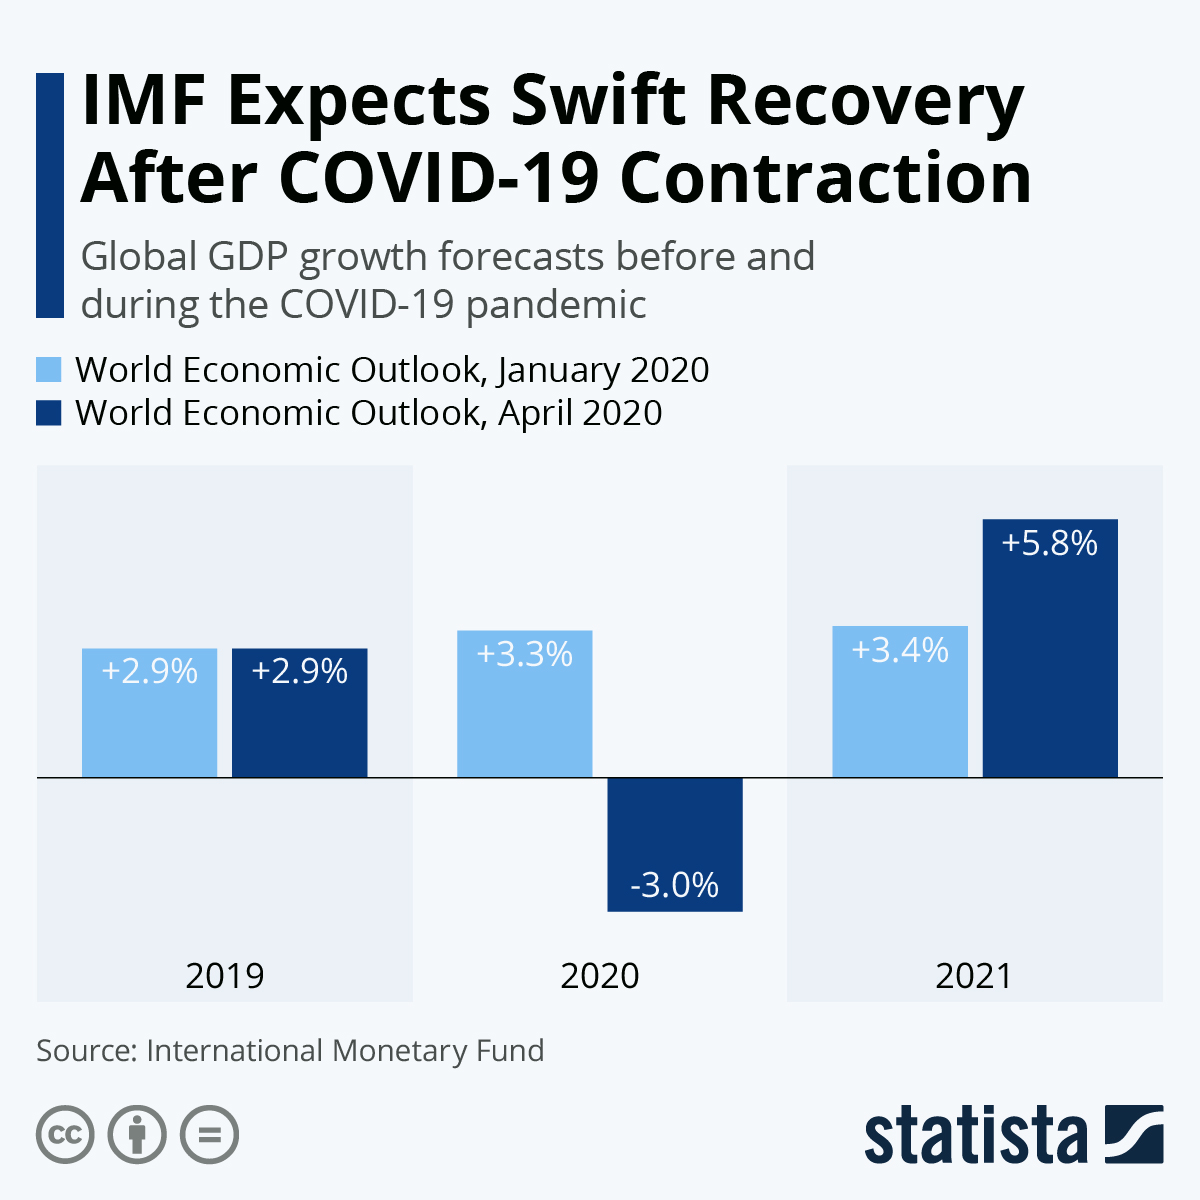 IMF Expects Swift Recovery
After COVID-19 Contraction
Global GDP growth forecasts before and
during the COVID-19 pandemic
World Economic Outlook, January 2020
World Economic Outlook, April 2020
+2.9%
+2.9%
+3.3%
-3.0%
+3.4%
+5.8%
2019
2020
2021
Source: International Monetary Fund
cc
statista